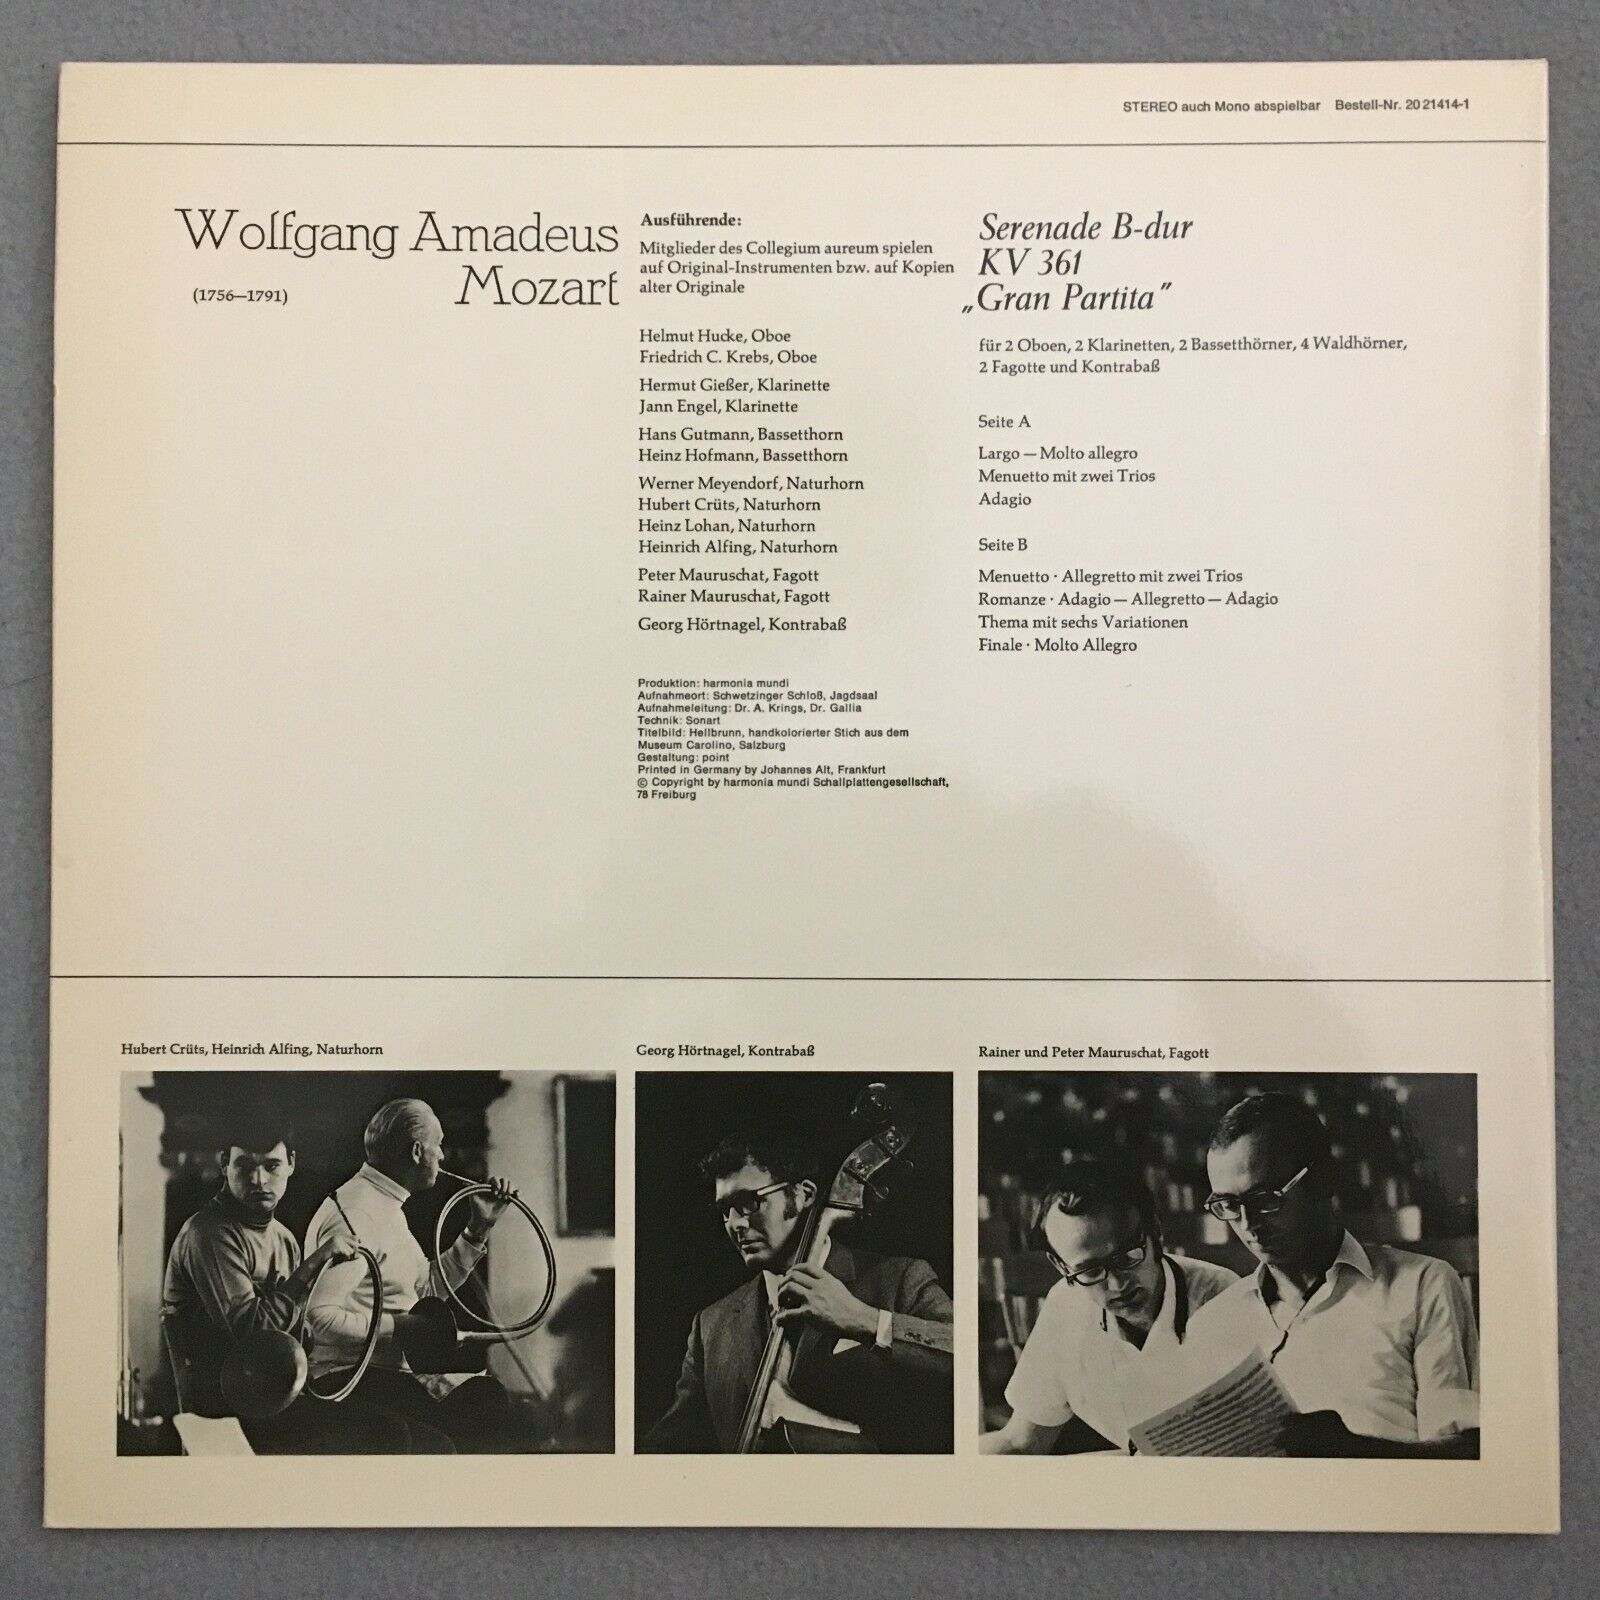 STEREO auch Mono abspielbar Bestell-Nr. 20 21414-1
Wolfgang Amadeus
Mozart
(1756—1791)
Ausführende:
Mitglieder des Collegium aureum spielen
auf Original-Instrumenten bzw. auf Kopien
alter Originale
Helmut Hucke, Oboe
Friedrich C. Krebs, Oboe
Hermut Gießer, Klarinette
Jann Engel, Klarinette
Hans Gutmann, Bassetthorn
Heinz Hofmann, Bassetthorn
Werner Meyendorf, Naturhorn
Hubert Crüts, Naturhorn
Heinz Lohan, Naturhorn
Heinrich Alfing, Naturhorn
Peter Mauruschat, Fagott
Rainer Mauruschat, Fagott
Georg Hörtnagel, Kontrabaß
Produktion: harmonia mundi
Aufnahmeort: Schwetzinger Schloß, Jagdsaal
Aufnahmeleitung: Dr. A. Krings, Dr. Gallia
Technik: Sonart
Titelbild: Hellbrunn, handkolorierter Stich aus dem
Museum Carolino, Salzburg
Gestaltung: point
Printed in Germany by Johannes Alt, Frankfurt
© Copyright by harmonia mundi Schallplattengesellschaft,
78 Freiburg
Serenade B-dur
KV 361
„Gran Partita"
für 2 Oboen, 2 Klarinetten, 2 Bassetthörner, 4 Waldhörner,
2 Fagotte und Kontrabaß
Seite A
Largo — Molto allegro
Menuetto mit zwei Trios
Adagio
Seite B
Menuetto · Allegretto mit zwei Trios
Romanze · Adagio — Allegretto — Adagio
Thema mit sechs Variationen
Finale · Molto Allegro
Hubert Crüts, Heinrich Alfing, Naturhorn
Georg Hörtnagel, Kontrabaß
Rainer und Peter Mauruschat, Fagott